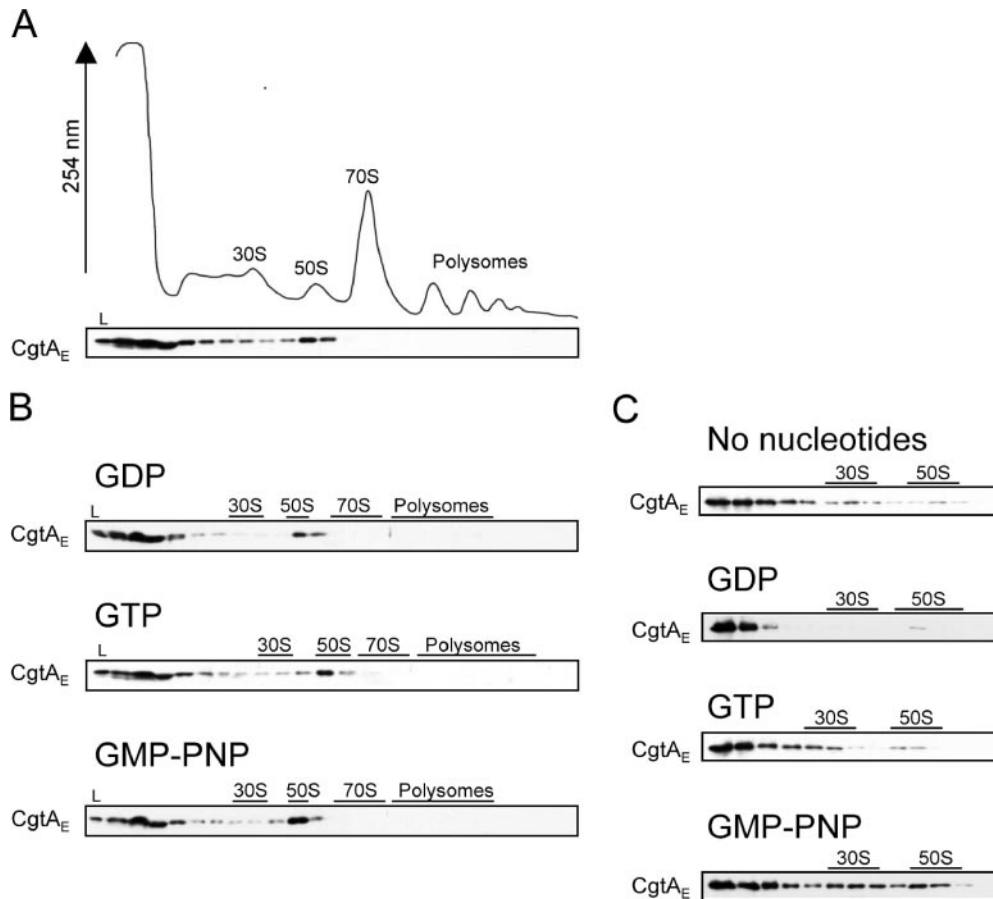 A
254 nm
30S
50S
70S
Polysomes
L
CgtAE
B
GDP
L
30S 50S 70S Polysomes
CgtAE
GTP
L
30S 50S 70S Polysomes
CgtAE
GMP-PNP
L
30S 50S 70S Polysomes
CgtAE
C
No nucleotides
30S 50S
CgtAE
GDP
30S 50S
CgtAE
GTP
30S 50S
CgtAE
GMP-PNP
30S 50S
CgtAE